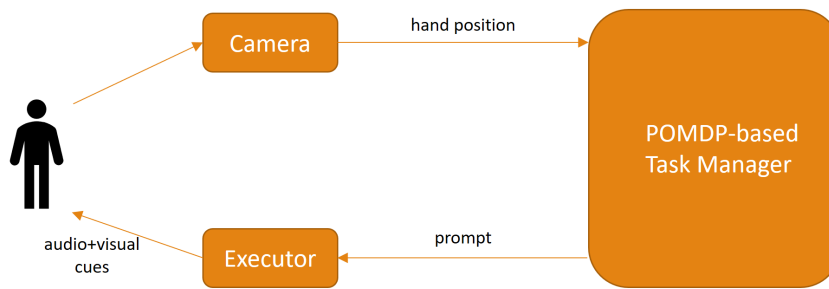 Camera
hand position
POMDP-based
Task Manager
audio+visual
cues
Executor
prompt